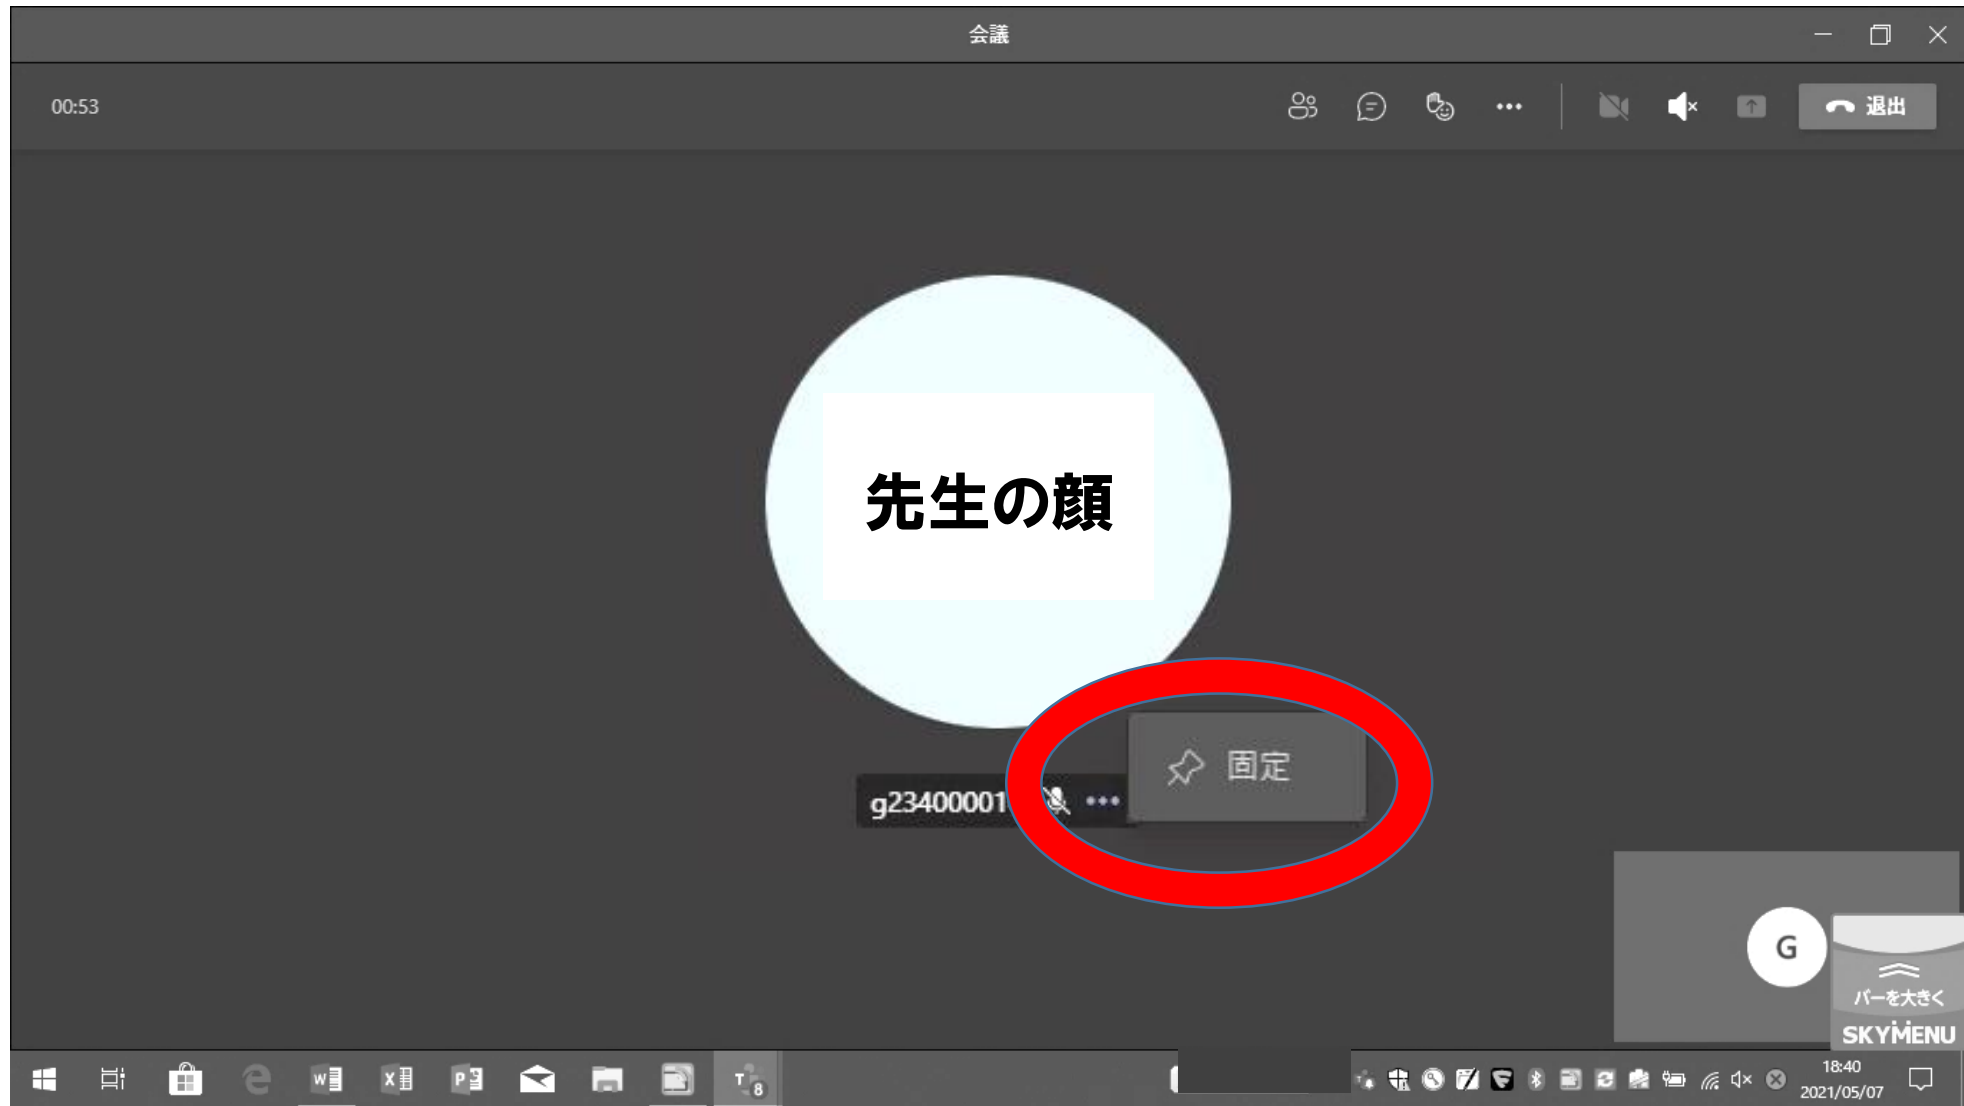 会議
00:53
退出
先生の顔
固定
g23400001
G
バーを大きく
SKYMENU
18:40
2021/05/07